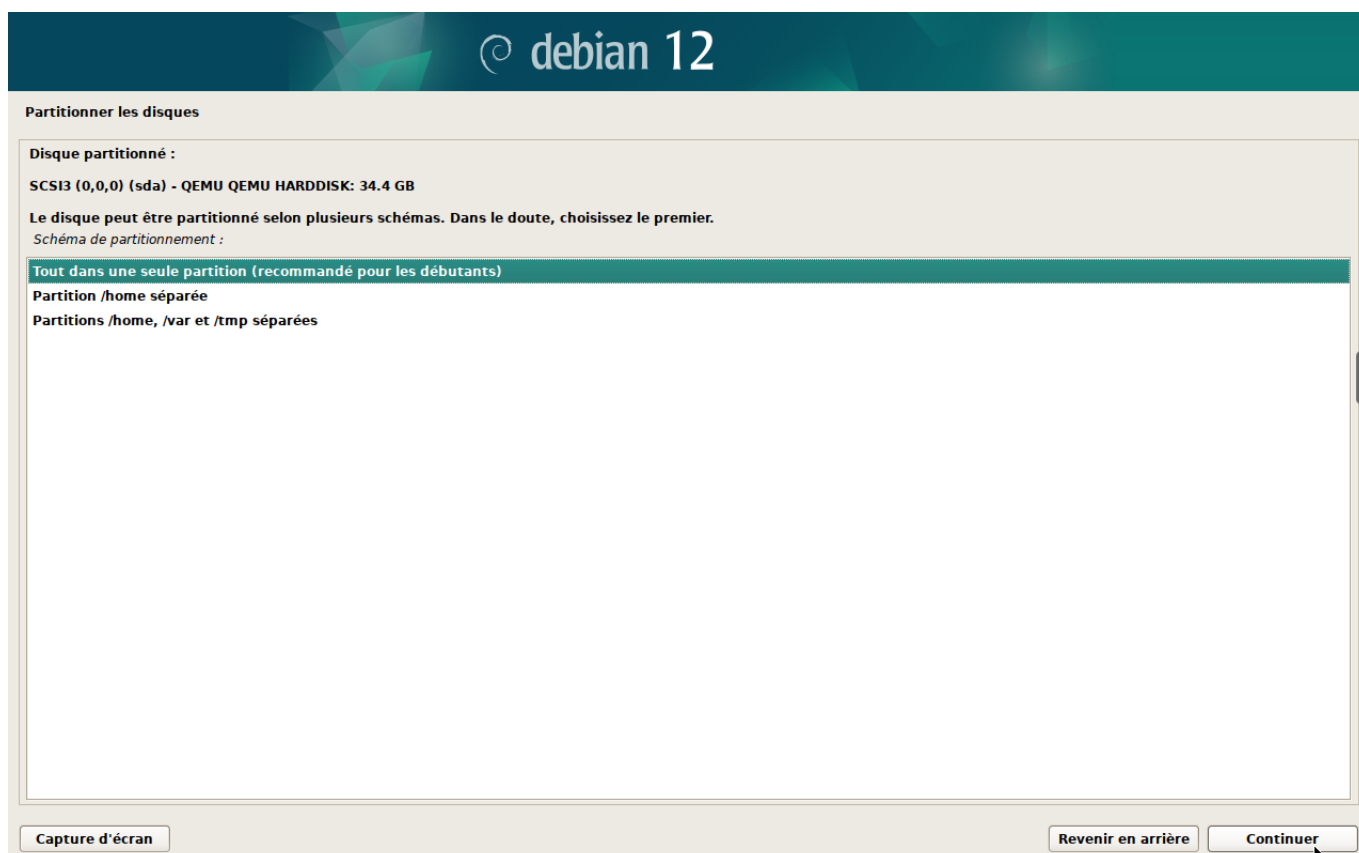 debian 12
Partitionner les disques
Disque partitionné :
SCSI3 (0,0,0) (sda) - QEMU QEMU HARDDISK: 34.4 GB
Le disque peut être partitionné selon plusieurs schémas. Dans le doute, choisissez le premier.
Schéma de partitionnement :
Tout dans une seule partition (recommandé pour les débutants)
Partition /home séparée
Partitions /home, /var et /tmp séparées
Capture d'écran
Revenir en arrière
Continuer